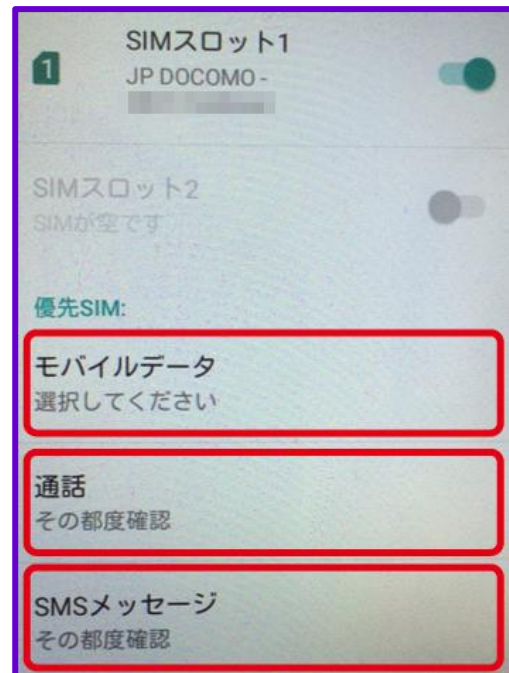 SIMスロット1
1
JP DOCOMO -
SIMスロット2
SIMが空です
優先SIM:
モバイルデータ
選択してください
通話
その都度確認
SMSメッセージ
その都度確認